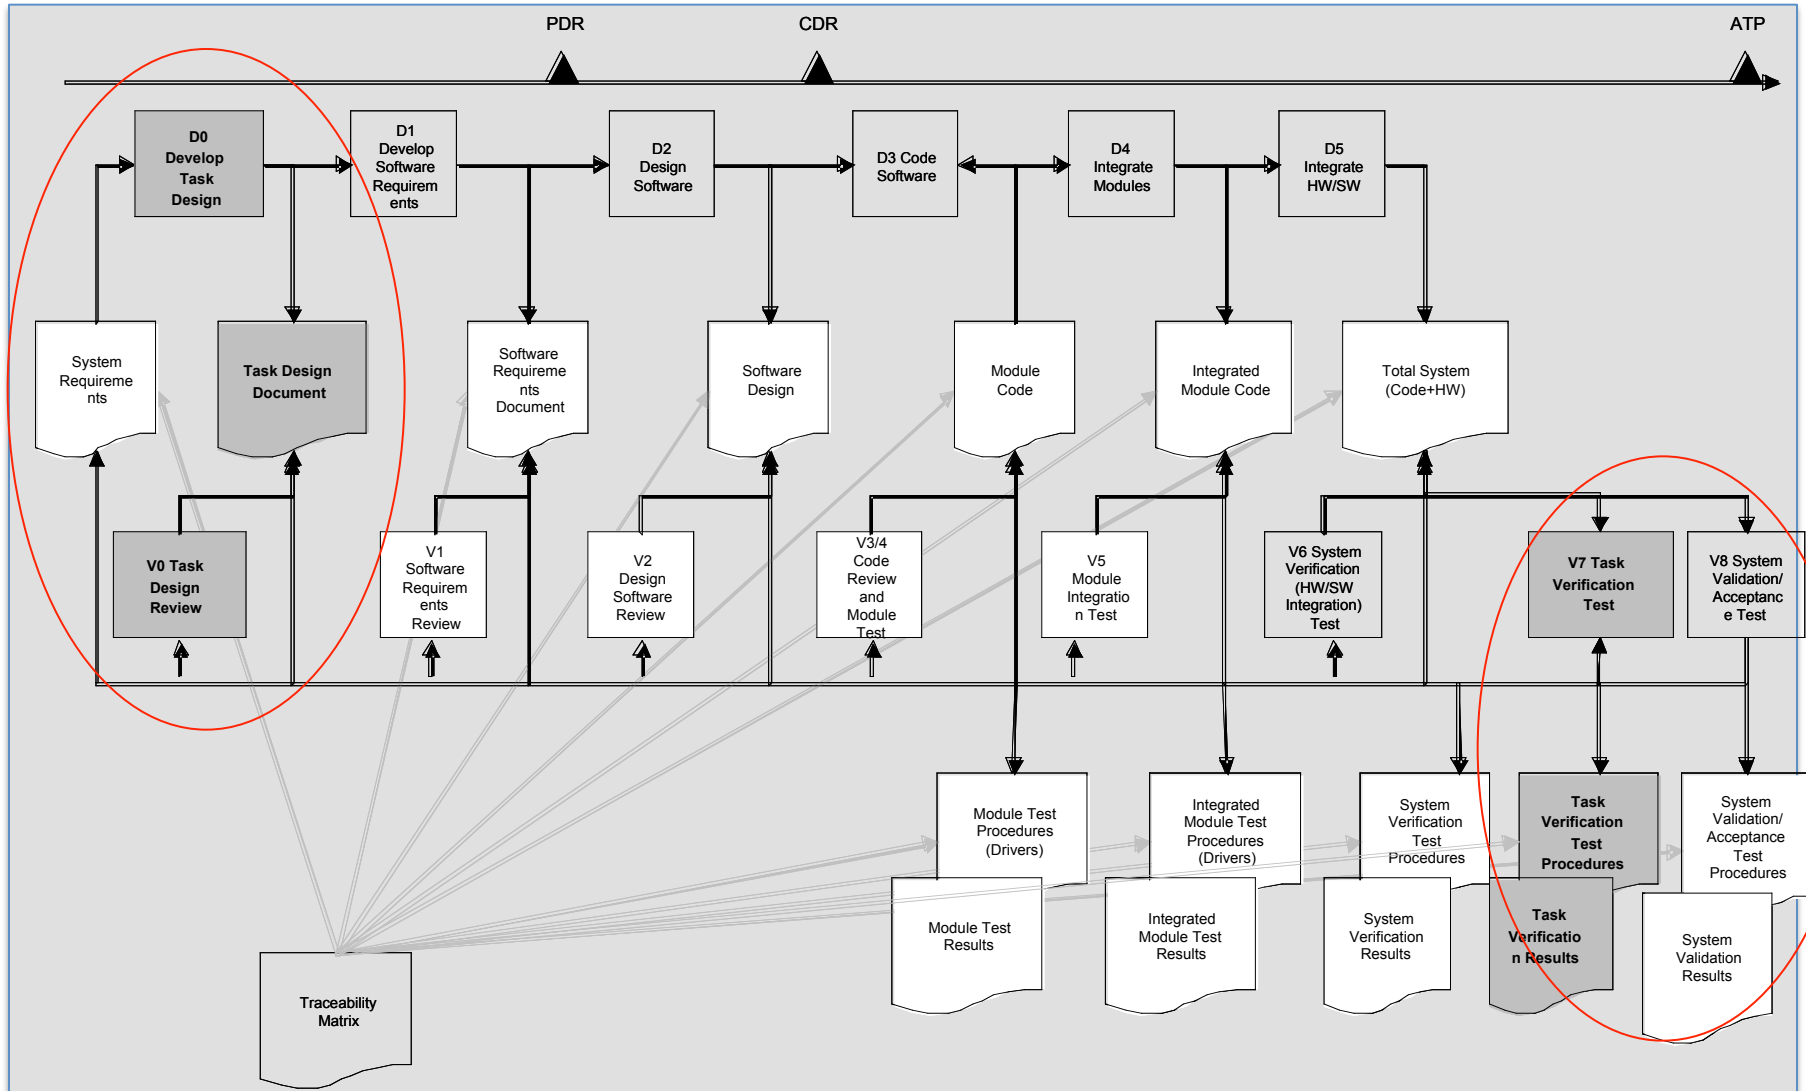 PDR
CDR
ATP
D0
Develop
Task
Design
D1
Develop
Software
Requirem
ents
D2
Design
Software
D3 Code
Software
D4
Integrate
Modules
D5
Integrate
HW/SW
System
Requireme
nts
Task Design
Document
Software
Requireme
nts
Document
Software
Design
Module
Code
Integrated
Module Code
Total System
(Code+HW)
V0 Task
Design
Review
V1
Software
Requirem
ents
Review
V2
Design
Software
Review
V3/4
Code
Review
and
Module
Test
V5
Module
Integratio
n Test
V6 System
Verification
(HW/SW
Integration)
Test
V7 Task
Verification
Test
V8 System
Validation/
Acceptanc
e Test
Module Test
Procedures
(Drivers)
Integrated
Module Test
Procedures
(Drivers)
System
Verification
Test
Procedures
Task
Verification
Test
Procedures
System
Validation/
Acceptance
Test
Procedures
Module Test
Results
Integrated
Module Test
Results
System
Verification
Results
Task
Verificatio
n Results
System
Validation
Results
Traceability
Matrix